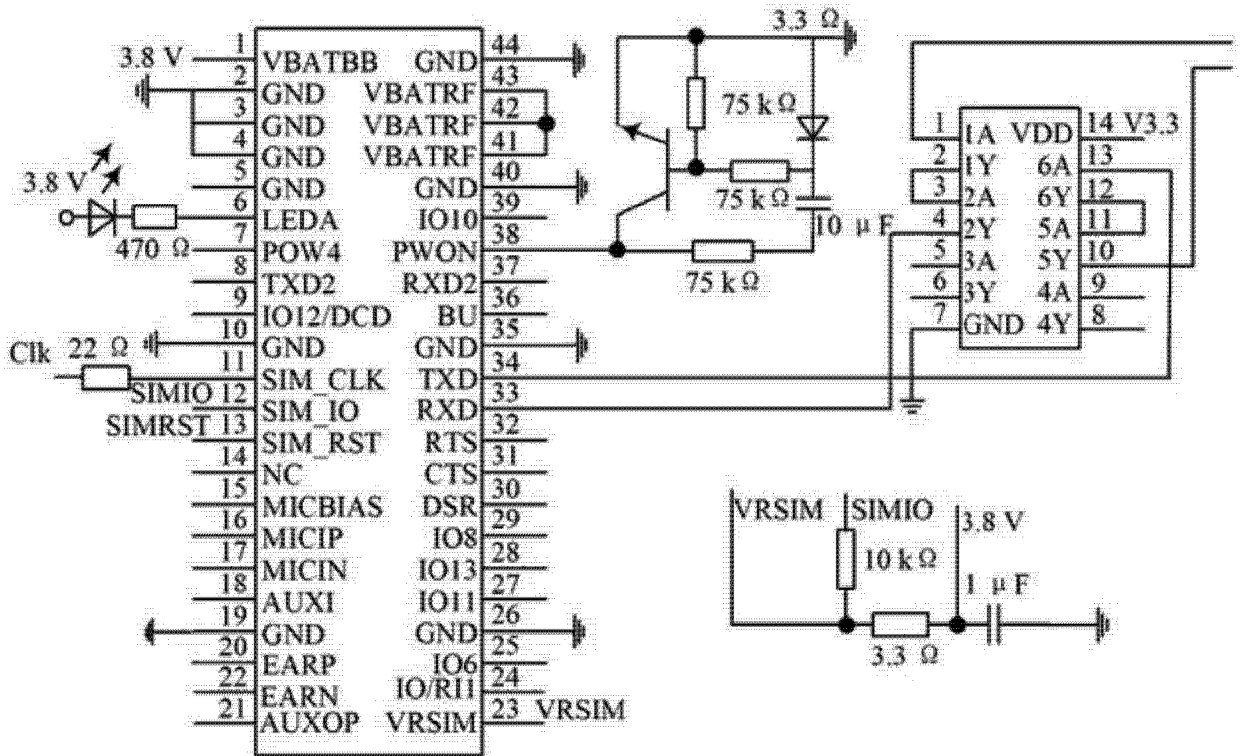 3.8 V
1 VBATBB GND 44
2 GND VBATRF 43
3 GND VBATRF 42
4 GND VBATRF 41
5 GND GND 40
3.8 V
6 LEDA IO10 39
470 Ω
7 POW4 PWON 38
8 TXD2 RXD2 37
9 IO12/DCD BU 36
10 GND GND 35
Clk 22 Ω
11 SIM_CLK TXD 34
SIMIO 12 SIM_IO RXD 33
SIMRST 13 SIM_RST RTS 32
14 NC CTS 31
15 MICBIAS DSR 30
16 MICIP IO8 29
17 MICIN IO13 28
18 AUXI IO11 27
19 GND GND 26
20 EARP IO6 25
22 EARN IO/RI1 24
21 AUXOP VRSIM 23 VRSIM
3.3 Ω
75 kΩ
75 kΩ
10 μF
75 kΩ
1 1A VDD 14 V3.3
2 1Y 6A 13
3 2A 6Y 12
4 2Y 5A 11
5 3A 5Y 10
6 3Y 4A 9
7 GND 4Y 8
VRSIM SIMIO 3.8 V
10 kΩ
1 μF
3.3 Ω